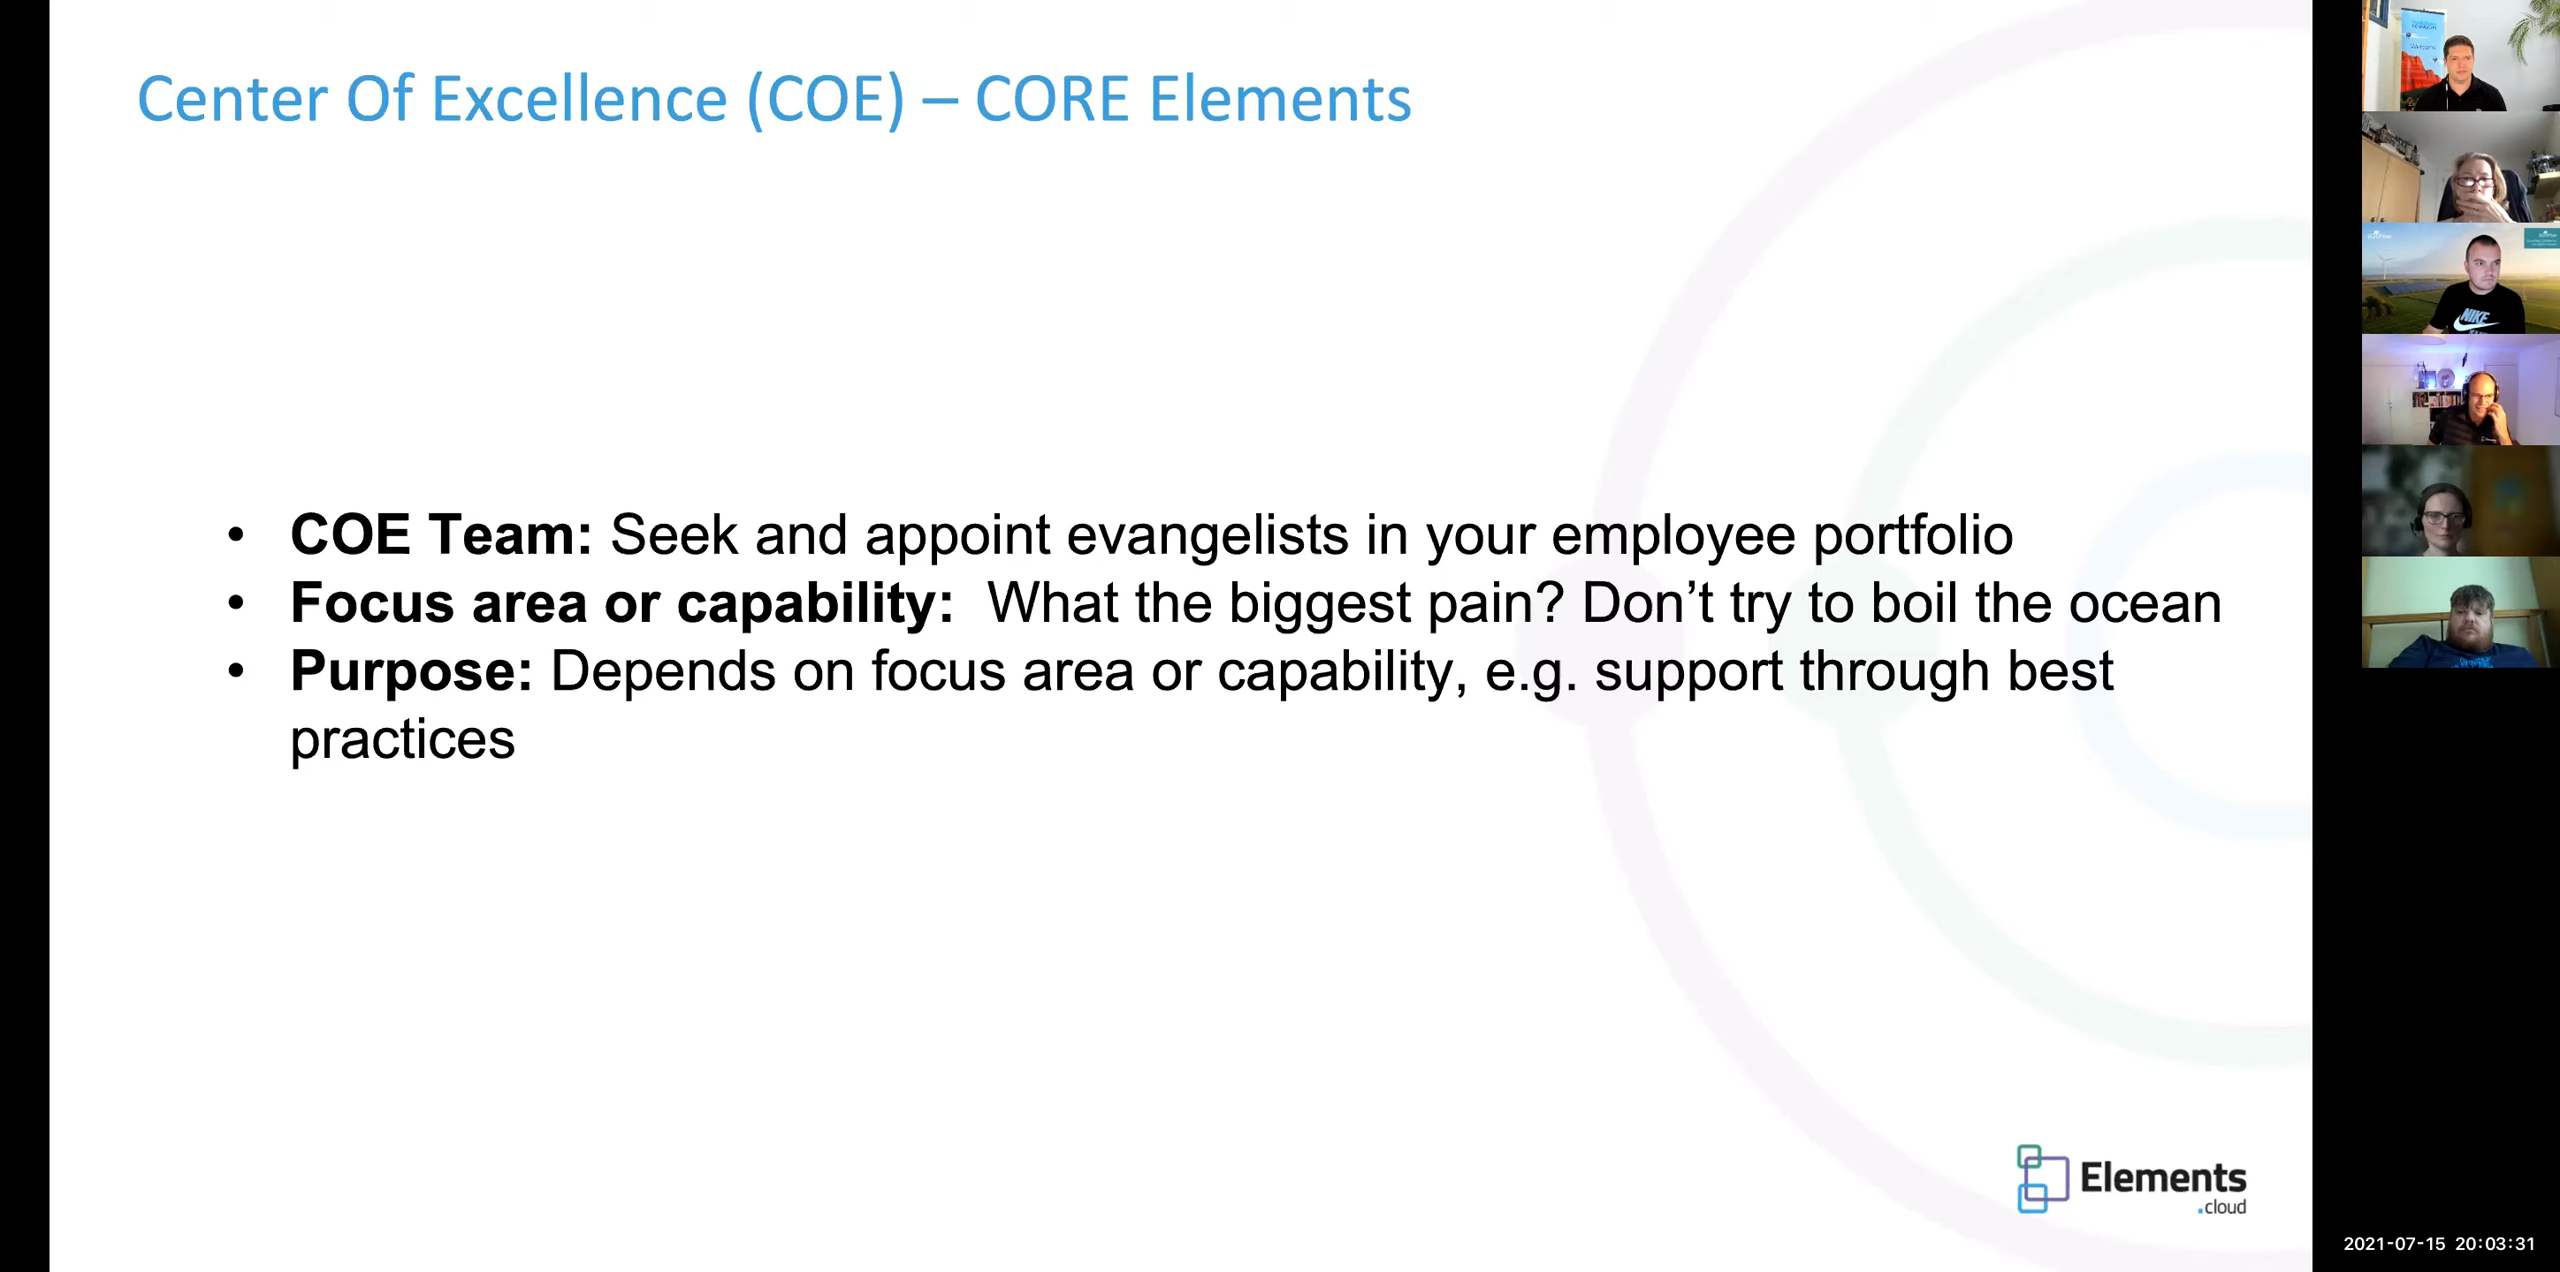 Center Of Excellence (COE) – CORE Elements
• COE Team: Seek and appoint evangelists in your employee portfolio
• Focus area or capability:  What the biggest pain? Don’t try to boil the ocean
• Purpose: Depends on focus area or capability, e.g. support through best
practices
Elements
.cloud
NIKE
2021-07-15 20:03:31